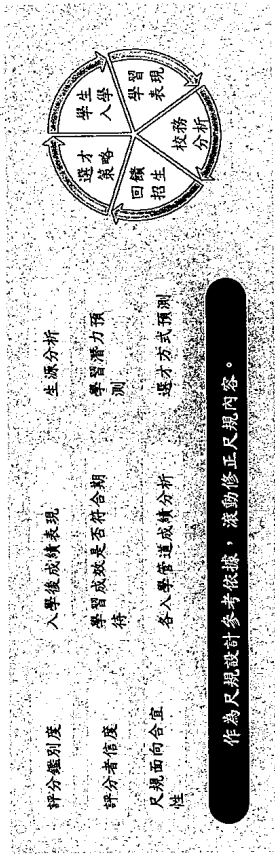 評分鑑別度
評分者信度
尺規面向合宜
性
入學後成績表現
學習成效是否符合期
待
各入學管道成績分析
生源分析
學習潛力預
測
選才方式預測
學生
入學
學習
表現
校務
分析
回饋
招生
選才
策略
作為尺規設計參考依據，滾動修正尺規內容。